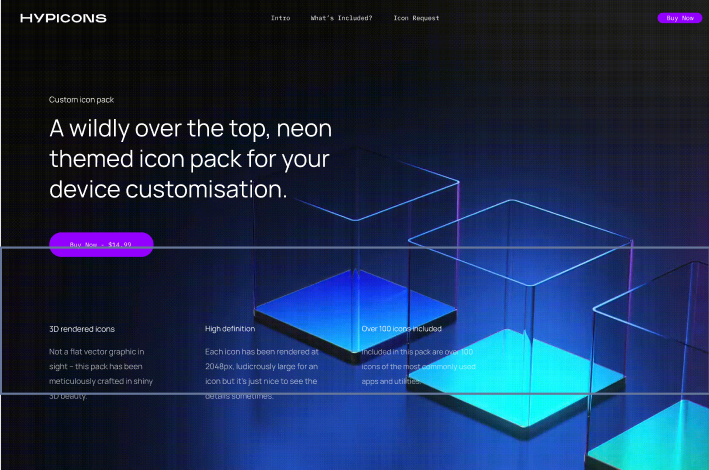 HYPICONS
Intro
What's Included?
Icon Request
Buy Now
Custom icon pack
A wildly over the top, neon
themed icon pack for your
device customisation.
Buy Now - $14.99
3D rendered icons
Not a flat vector graphic in
sight – this pack has been
meticulously crafted in shiny
3D beauty.
High definition
Each icon has been rendered at
2048px, ludicrously large for an
icon but it's just nice to see the
details sometimes.
Over 100 icons included
Included in this pack are over 100
icons of the most commonly used
apps and utilities.